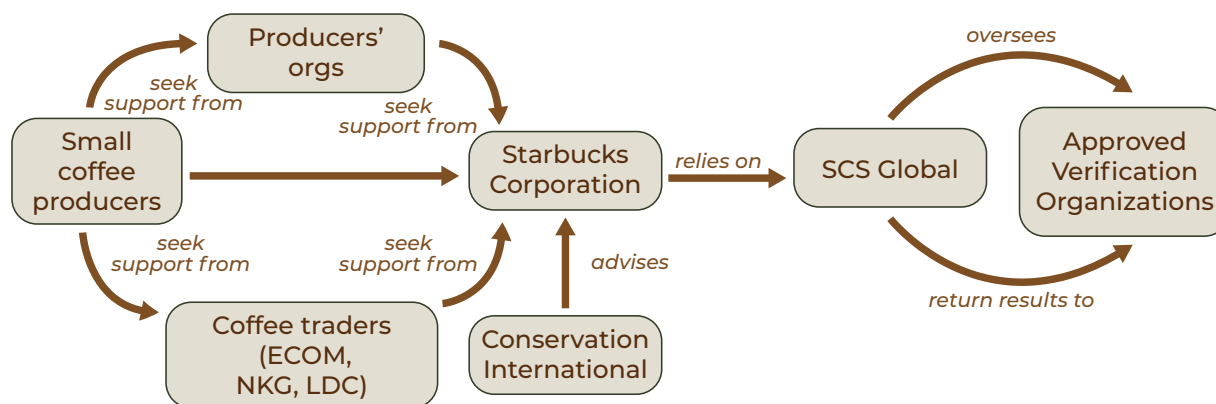 Producers’
orgs
oversees
seek
support from
seek
support from
Small
coffee
producers
Starbucks
Corporation
relies on
SCS Global
Approved
Verification
Organizations
seek
support from
seek
support from
advises
return results to
Coffee traders
(ECOM,
NKG, LDC)
Conservation
International